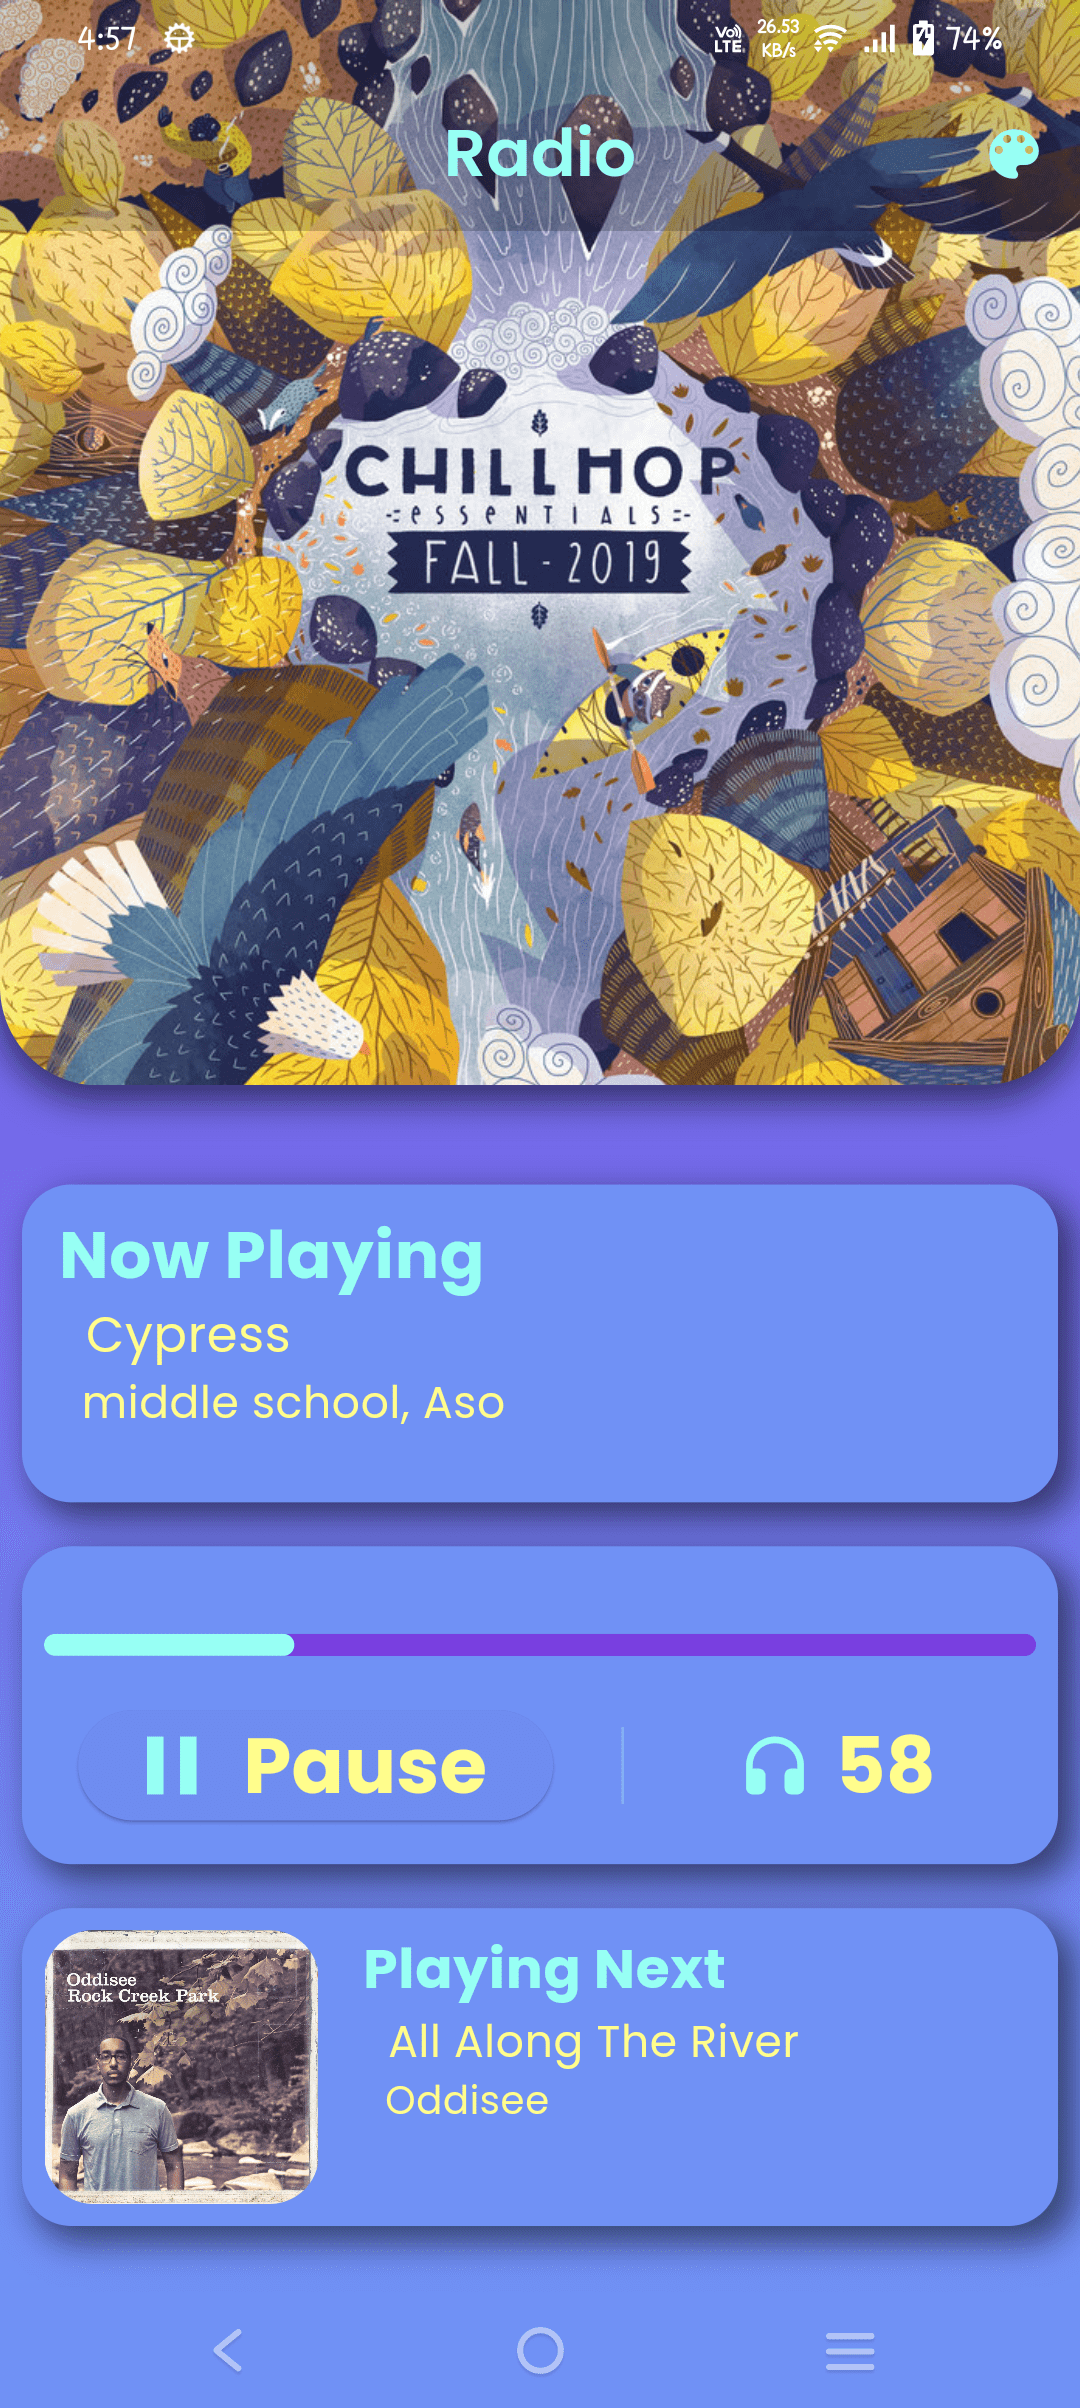 4:57
Vo))
LTE
26.53
KB/s
74%
Radio
CHILLHOP
essentials
FALL-2019
Now Playing
Cypress
middle school, Aso
Pause
58
Oddisee
Rock Creek Park
Playing Next
All Along The River
Oddisee